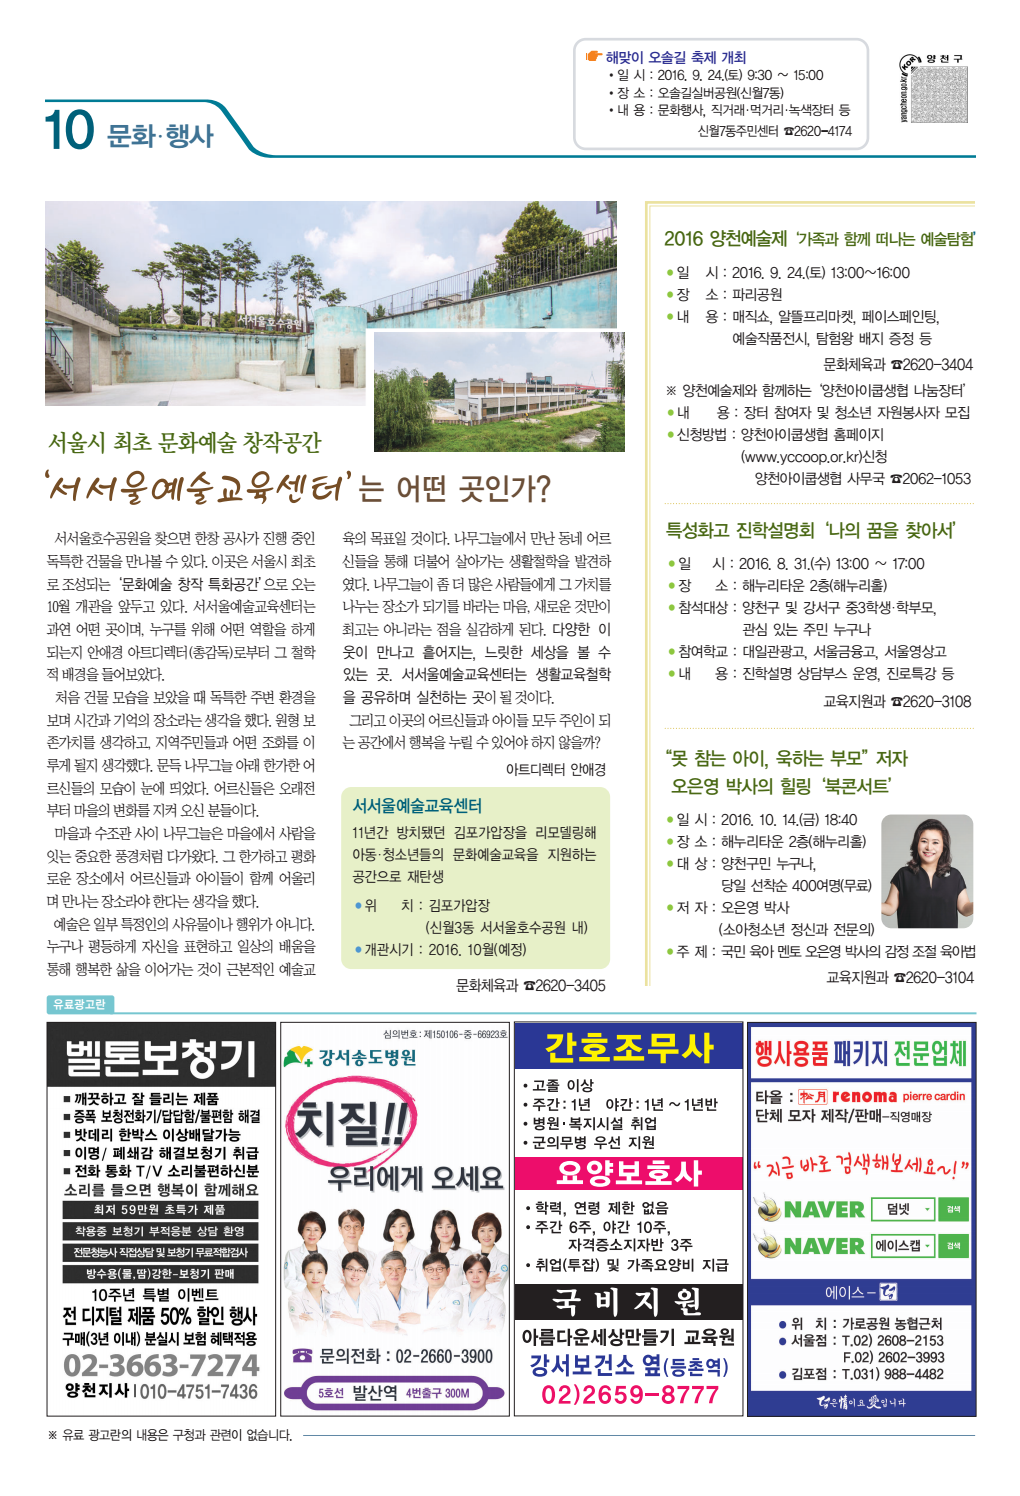 해맞이 오솔길 축제 개최
• 일 시 : 2016. 9. 24.(토) 9:30 ~ 15:00
• 장 소 : 오솔길실버공원(신월7동)
• 내 용 : 문화행사, 직거래·먹거리·녹색장터 등
신월7동주민센터 ☎2620-4174
양 천 구
yangcheon.go.kr
10 문화·행사
서서울호수공원
서울시 최초 문화예술 창작공간
‘서서울예술교육센터’는 어떤 곳인가?
서서울호수공원을 찾으면 한창 공사가 진행 중인
독특한 건물을 만나볼 수 있다. 이곳은 서울시 최초
로 조성되는 ‘문화예술 창작 특화공간’으로 오는
10월 개관을 앞두고 있다. 서서울예술교육센터는
과연 어떤 곳이며, 누구를 위해 어떤 역할을 하게
되는지 안애경 아트디렉터(총감독)로부터 그 철학
적 배경을 들어보았다.
처음 건물 모습을 보았을 때 독특한 주변 환경을
보며 시간과 기억의 장소라는 생각을 했다. 원형 보
존가치를 생각하고, 지역주민들과 어떤 조화를 이
루게 될지 생각했다. 문득 나무그늘 아래 한가한 어
르신들의 모습이 눈에 띄었다. 어르신들은 오래전
부터 마을의 변화를 지켜 오신 분들이다.
마을과 수조관 사이 나무그늘은 마을에서 사람을
잇는 중요한 풍경처럼 다가왔다. 그 한가하고 평화
로운 장소에서 어르신들과 아이들이 함께 어울리
며 만나는 장소라야 한다는 생각을 했다.
예술은 일부 특정인의 사유물이나 행위가 아니다.
누구나 평등하게 자신을 표현하고 일상의 배움을
통해 행복한 삶을 이어가는 것이 근본적인 예술교
육의 목표일 것이다. 나무그늘에서 만난 동네 어르
신들을 통해 더불어 살아가는 생활철학을 발견하
였다. 나무그늘이 좀 더 많은 사람들에게 그 가치를
나누는 장소가 되기를 바라는 마음, 새로운 것만이
최고는 아니라는 점을 실감하게 된다. 다양한 이
웃이 만나고 흩어지는, 느릿한 세상을 볼 수
있는 곳. 서서울예술교육센터는 생활교육철학
을 공유하며 실천하는 곳이 될 것이다.
그리고 이곳의 어르신들과 아이들 모두 주인이 되
는 공간에서 행복을 누릴 수 있어야 하지 않을까?
아트디렉터 안애경
서서울예술교육센터
11년간 방치됐던 김포가압장을 리모델링해
아동·청소년들의 문화예술교육을 지원하는
공간으로 재탄생
● 위 치 : 김포가압장
(신월3동 서서울호수공원 내)
● 개관시기 : 2016. 10월(예정)
문화체육과 ☎2620-3405
2016 양천예술제 ‘가족과 함께 떠나는 예술탐험’
● 일 시 : 2016. 9. 24.(토) 13:00~16:00
● 장 소 : 파리공원
● 내 용 : 매직쇼, 알뜰프리마켓, 페이스페인팅,
예술작품전시, 탐험왕 배지 증정 등
문화체육과 ☎2620-3404
※ 양천예술제와 함께하는 ‘양천아이쿱생협 나눔장터’
● 내 용 : 장터 참여자 및 청소년 자원봉사자 모집
● 신청방법 : 양천아이쿱생협 홈페이지
(www.yccoop.or.kr)신청
양천아이쿱생협 사무국 ☎2062-1053
특성화고 진학설명회 ‘나의 꿈을 찾아서’
● 일 시 : 2016. 8. 31.(수) 13:00 ~ 17:00
● 장 소 : 해누리타운 2층(해누리홀)
● 참석대상 : 양천구 및 강서구 중3학생·학부모,
관심 있는 주민 누구나
● 참여학교 : 대일관광고, 서울금융고, 서울영상고
● 내 용 : 진학설명 상담부스 운영, 진로특강 등
교육지원과 ☎2620-3108
“못 참는 아이, 욱하는 부모” 저자
오은영 박사의 힐링 ‘북콘서트’
● 일 시 : 2016. 10. 14.(금) 18:40
● 장 소 : 해누리타운 2층(해누리홀)
● 대 상 : 양천구민 누구나,
당일 선착순 400여명(무료)
● 저 자 : 오은영 박사
(소아청소년 정신과 전문의)
● 주 제 : 국민 육아 멘토 오은영 박사의 감정 조절 육아법
교육지원과 ☎2620-3104
유료광고란
벨톤보청기
■ 깨끗하고 잘 들리는 제품
■ 증폭 보청전화기/답답함/불편함 해결
■ 밧데리 한박스 이상배달가능
■ 이명/ 폐쇄감 해결보청기 취급
■ 전화 통화 T/V 소리불편하신분
소리를 들으면 행복이 함께해요
최저 59만원 초특가 제품
착용중 보청기 부적응분 상담 환영
전문청능사 직접상담 및 보청기 무료적합검사
방수용(물,땀)강한-보청기 판매
10주년 특별 이벤트
전 디지털 제품 50% 할인 행사
구매(3년 이내) 분실시 보험 혜택적용
02-3663-7274
양천지사 | 010-4751-7436
심의번호 : 제150106-중-66923호
강서송도병원
치질!!
우리에게 오세요
☎ 문의전화 : 02-2660-3900
5호선 발산역 4번출구 300M
간호조무사
• 고졸 이상
• 주간 : 1년 야간 : 1년 ~ 1년반
• 병원·복지시설 취업
• 군의무병 우선 지원
요양보호사
• 학력, 연령 제한 없음
• 주간 6주, 야간 10주,
자격증소지자반 3주
• 취업(투잡) 및 가족요양비 지급
국 비 지 원
아름다운세상만들기 교육원
강서보건소 옆(등촌역)
02)2659-8777
행사용품 패키지 전문업체
타올 : 松月 renoma pierre cardin
단체 모자 제작/판매-직영매장
“지금 바로 검색해보세요~!”
NAVER 덤넷 검색
NAVER 에이스캡 검색
에이스 - 덤
● 위 치 : 가로공원 농협근처
● 서울점 : T.02) 2608-2153
F.02) 2602-3993
● 김포점 : T.031) 988-4482
덤은 情이요 愛입니다
※ 유료 광고란의 내용은 구청과 관련이 없습니다.